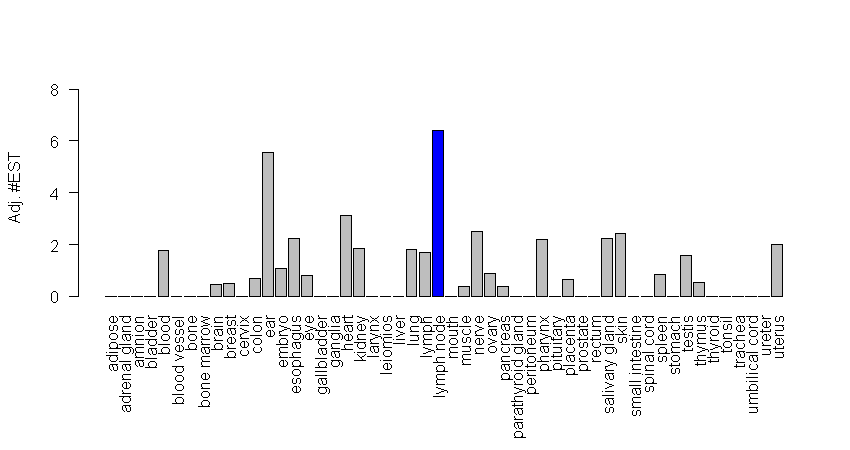 8
6
4
2
0
Adj. #EST
adipose
adrenal gland
amnion
bladder
blood
blood vessel
bone
bone marrow
brain
breast
cervix
colon
ear
embryo
esophagus
eye
gallbladder
ganglia
heart
kidney
larynx
leiomios
liver
lung
lymph
lymph node
mouth
muscle
nerve
ovary
pancreas
parathyroid gland
peritoneum
pharynx
pituitary
placenta
prostate
rectum
salivary gland
skin
small intestine
spinal cord
spleen
stomach
testis
thymus
thyroid
tonsil
trachea
umbilical cord
ureter
uterus